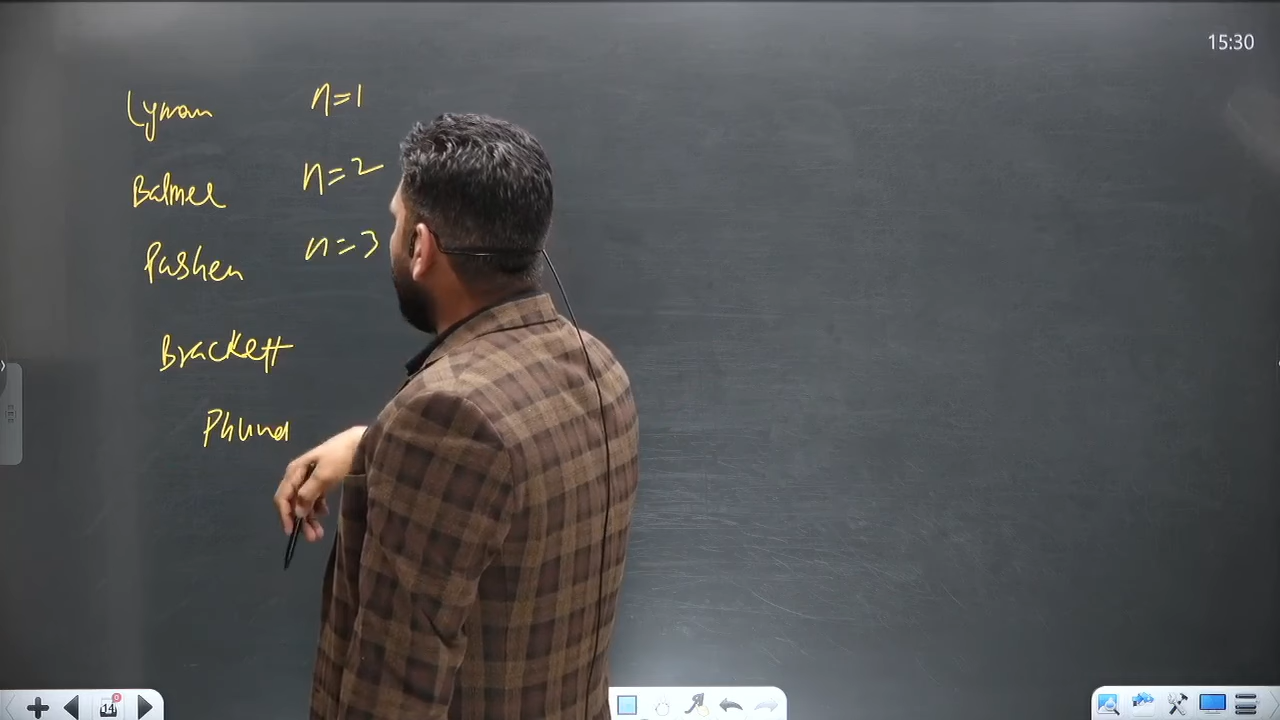 15:30
Lyman n=1
Balmer n=2
Pashen n=3
Brackett
Phund
14